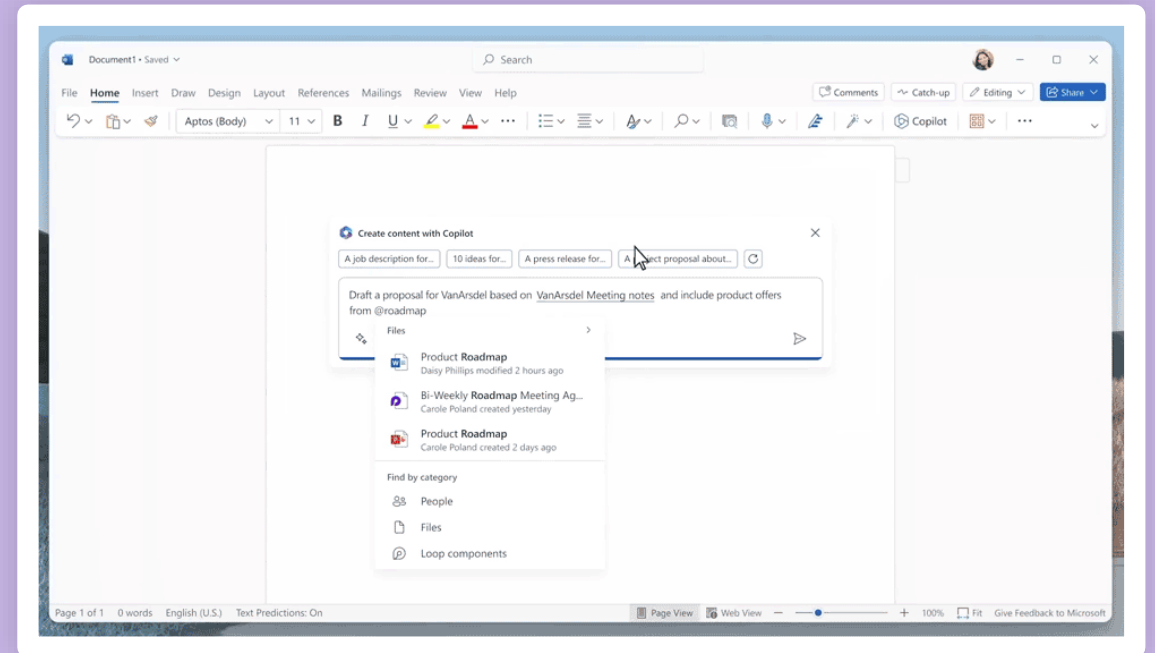 Document1 • Saved
Search
File Home Insert Draw Design Layout References Mailings Review View Help
Comments Catch-up Editing Share
Aptos (Body) 11 B I U A Copilot
Create content with Copilot
A job description for... 10 ideas for... A press release for... A project proposal about...
Draft a proposal for VanArsdel based on VanArsdel Meeting notes and include product offers
from @roadmap
Files
Product Roadmap
Daisy Phillips modified 2 hours ago
Bi-Weekly Roadmap Meeting Ag...
Carole Poland created yesterday
Product Roadmap
Carole Poland created 2 days ago
Find by category
People
Files
Loop components
Page 1 of 1 0 words English (U.S.) Text Predictions: On Page View Web View 100% Fit Give Feedback to Microsoft